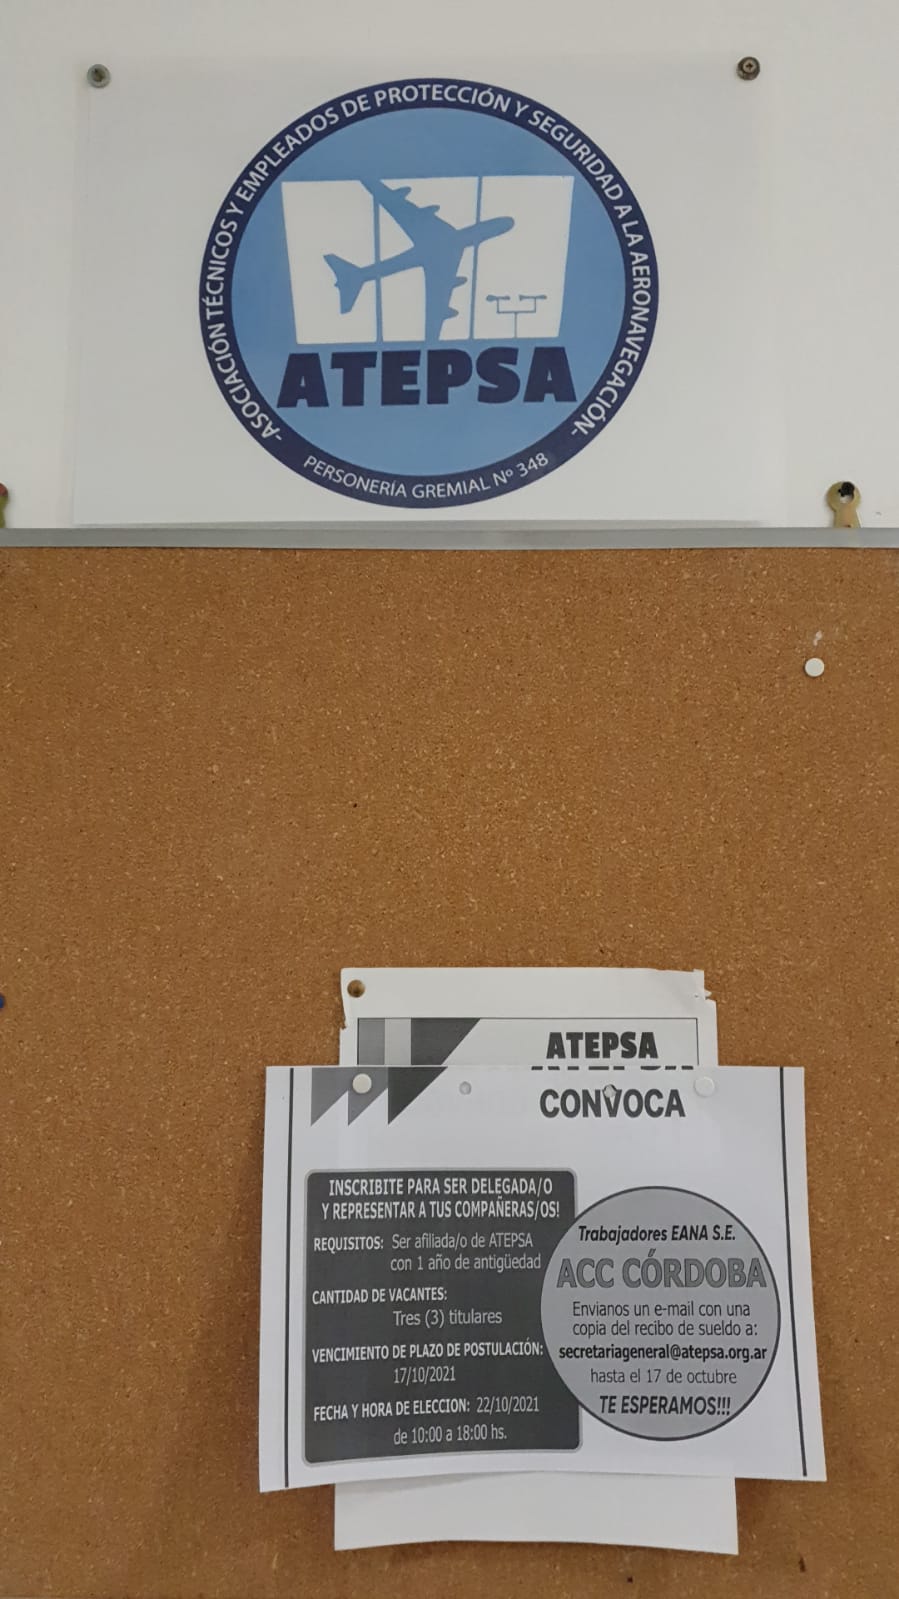 -ASOCIACIÓN TÉCNICOS Y EMPLEADOS DE PROTECCIÓN Y SEGURIDAD A LA AERONAVEGACIÓN-
ATEPSA
PERSONERÍA GREMIAL Nº 348
ATEPSA
CONVOCA
INSCRIBITE PARA SER DELEGADA/O
Y REPRESENTAR A TUS COMPAÑERAS/OS!
REQUISITOS: Ser afiliada/o de ATEPSA
con 1 año de antigüedad
CANTIDAD DE VACANTES:
Tres (3) titulares
VENCIMIENTO DE PLAZO DE POSTULACIÓN:
17/10/2021
FECHA Y HORA DE ELECCION: 22/10/2021
de 10:00 a 18:00 hs.
Trabajadores EANA S.E.
ACC CÓRDOBA
Envianos un e-mail con una
copia del recibo de sueldo a:
secretariageneral@atepsa.org.ar
hasta el 17 de octubre
TE ESPERAMOS!!!